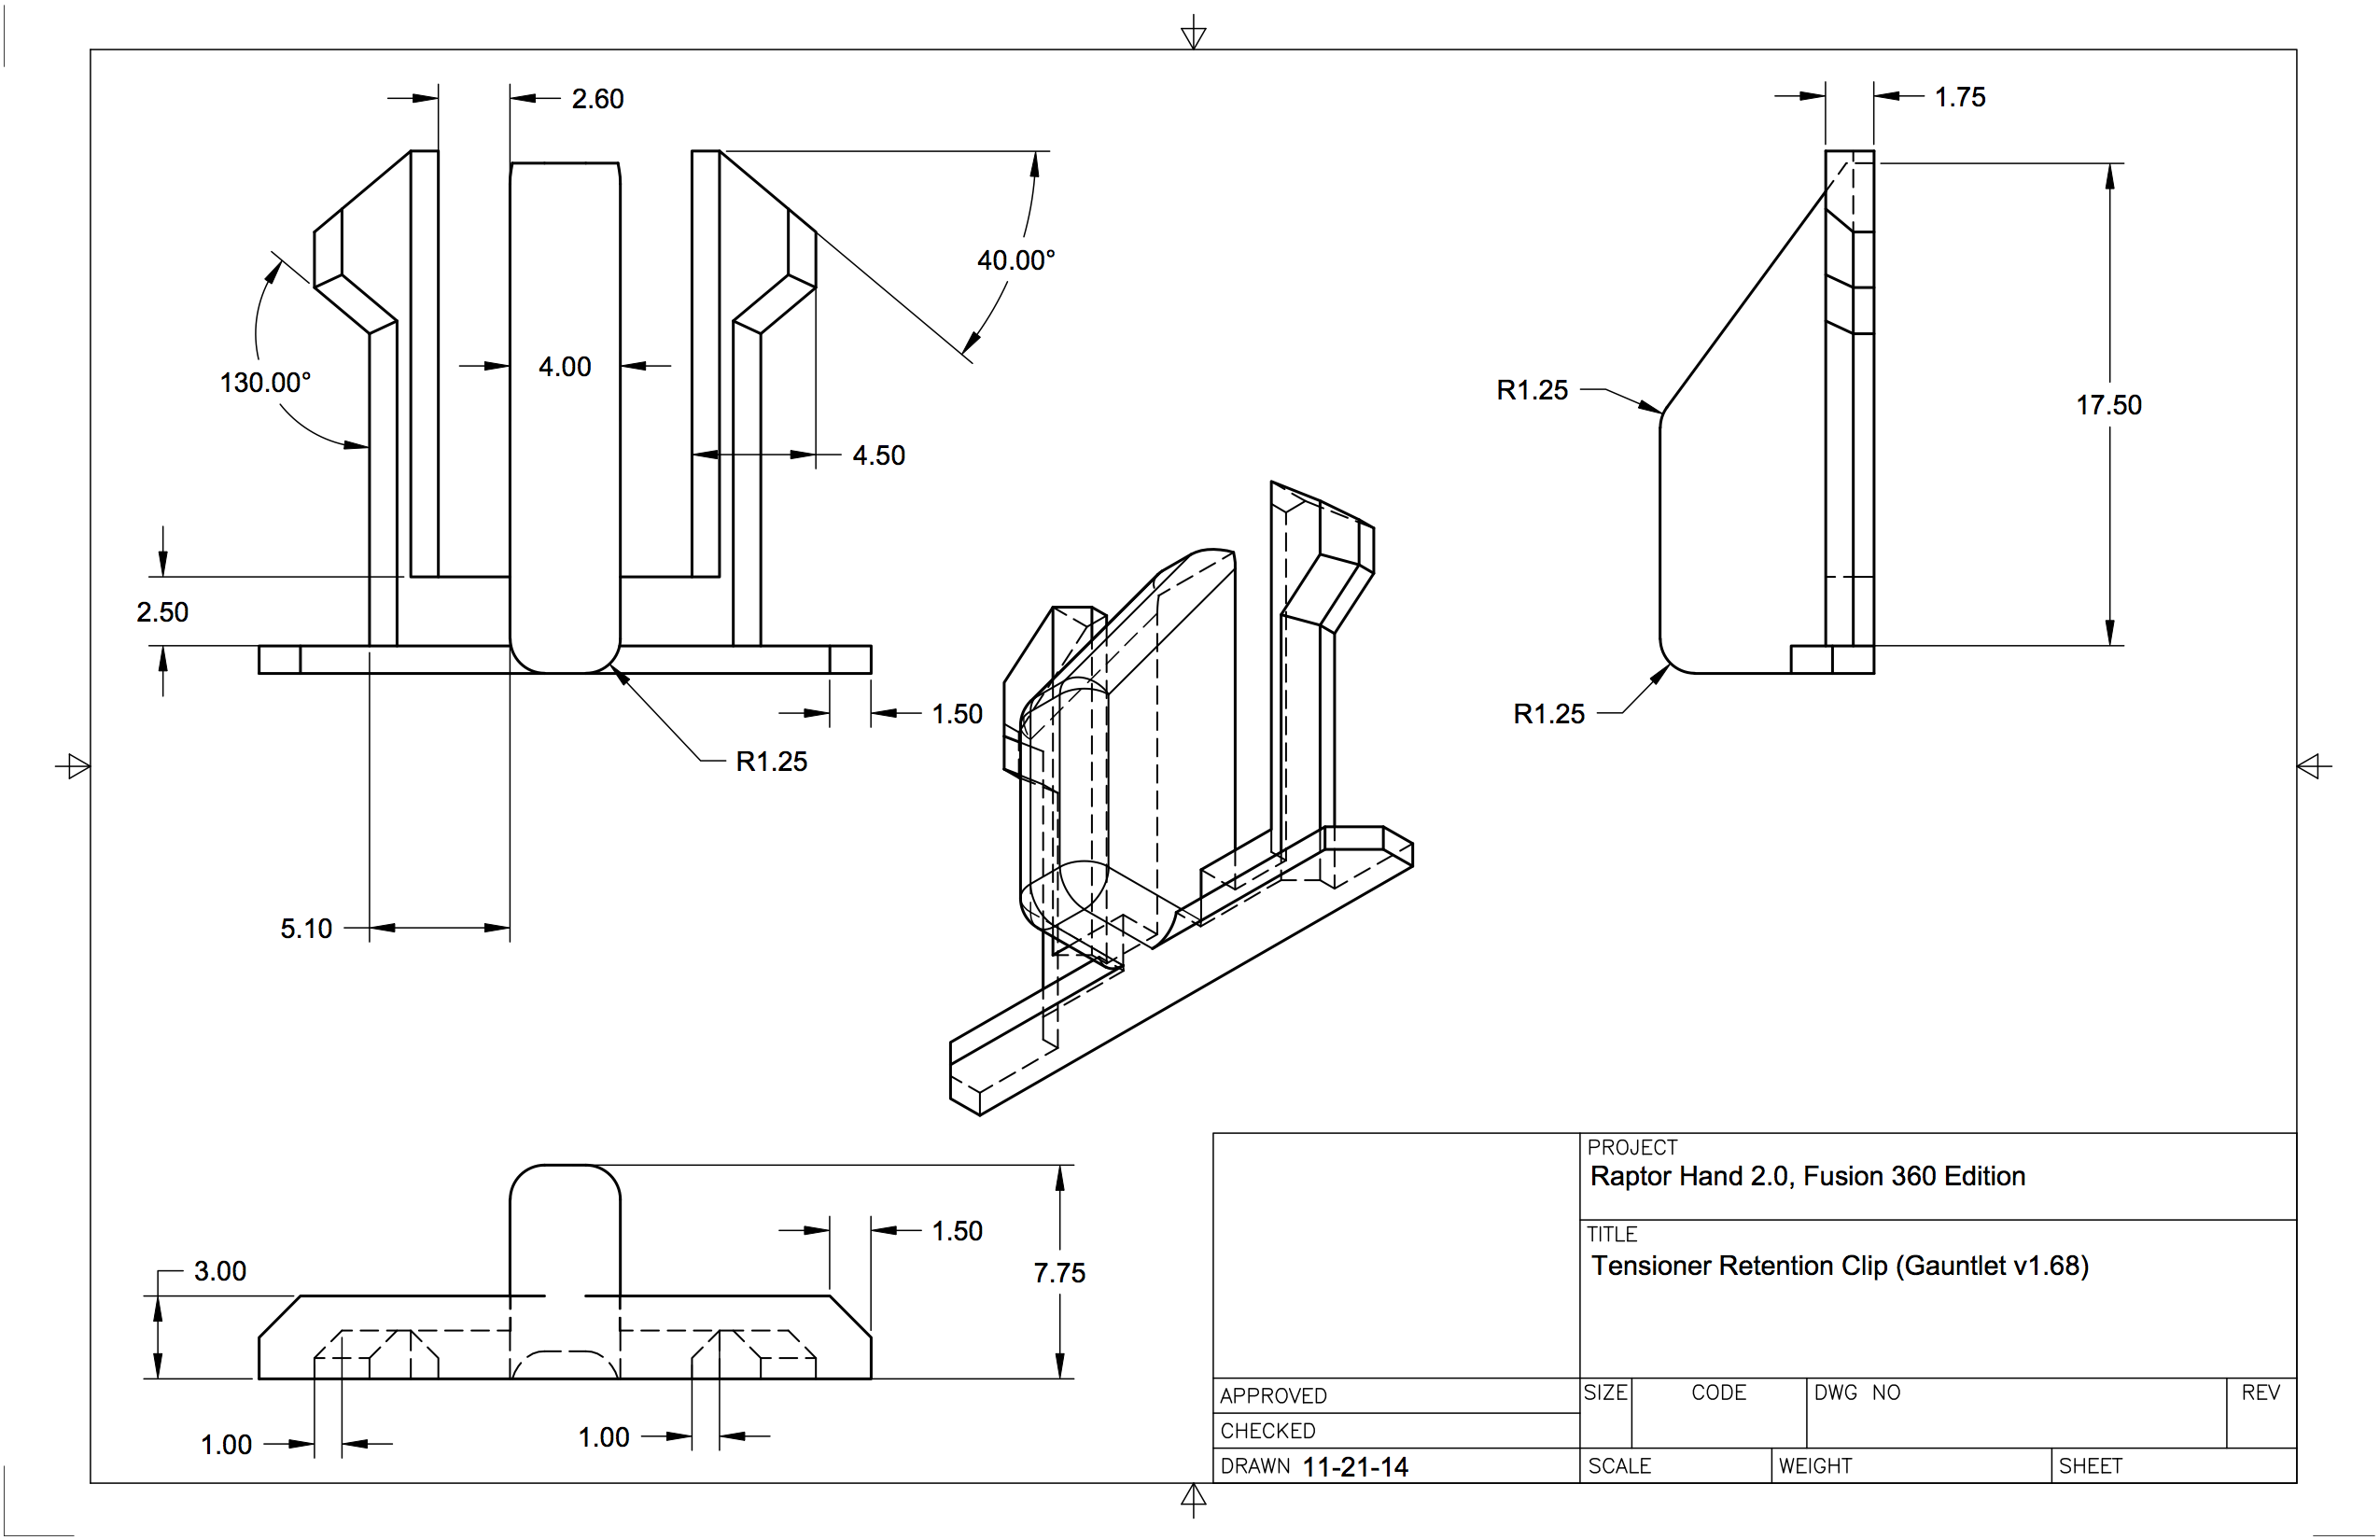 2.60
1.75
40.00°
4.00
130.00°
R1.25
17.50
4.50
2.50
1.50
R1.25
R1.25
5.10
3.00
1.50
7.75
1.00
1.00
PROJECT
Raptor Hand 2.0, Fusion 360 Edition
TITLE
Tensioner Retention Clip (Gauntlet v1.68)
APPROVED
SIZE CODE DWG NO REV
CHECKED
DRAWN 11-21-14
SCALE WEIGHT SHEET